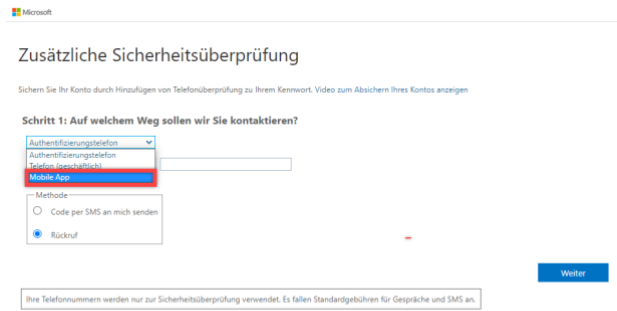 Microsoft
Zusätzliche Sicherheitsüberprüfung
Sichern Sie Ihr Konto durch Hinzufügen von Telefonüberprüfung zu Ihrem Kennwort. Video zum Absichern Ihres Kontos anzeigen
Schritt 1: Auf welchem Weg sollen wir Sie kontaktieren?
Authentifizierungstelefon
Authentifizierungstelefon
Telefon (geschäftlich)
Mobile App
Methode
Code per SMS an mich senden
Rückruf
Weiter
Ihre Telefonnummern werden nur zur Sicherheitsüberprüfung verwendet. Es fallen Standardgebühren für Gespräche und SMS an.